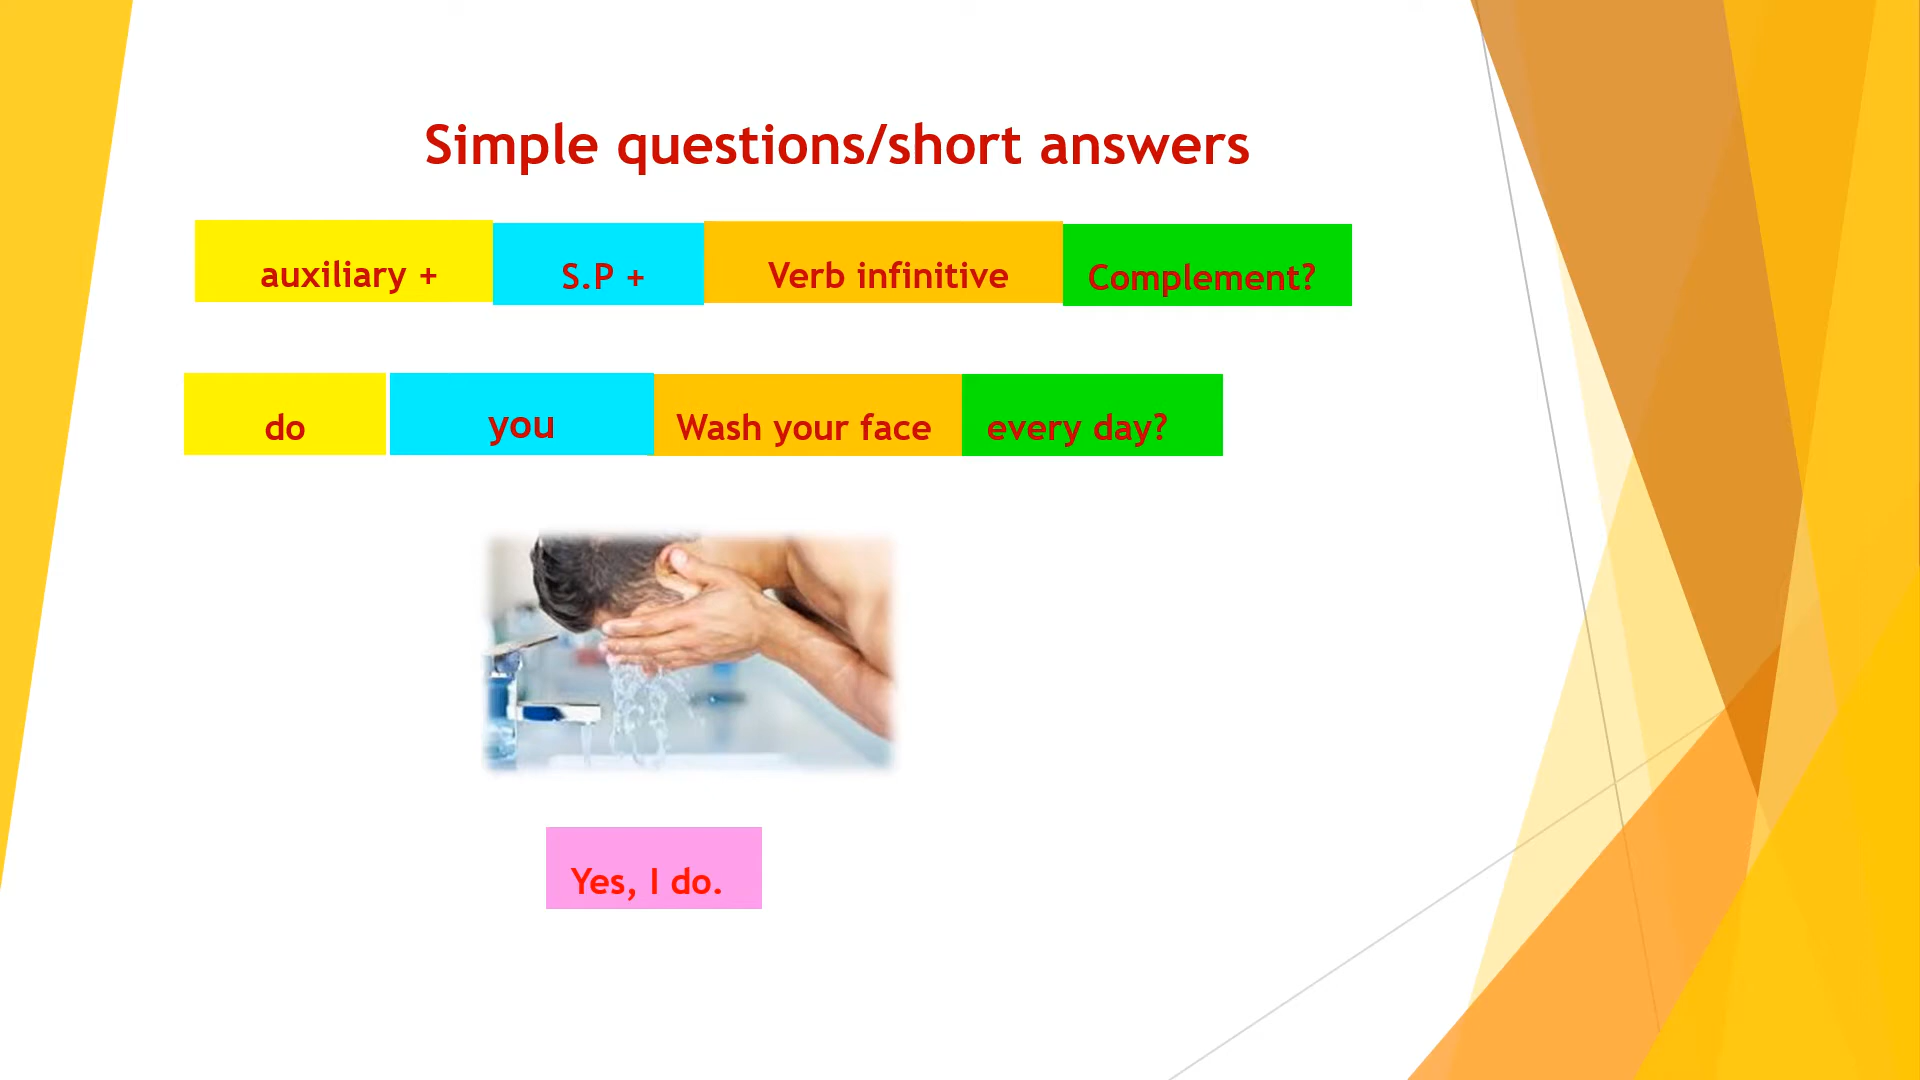 Simple questions/short answers
auxiliary + S.P + Verb infinitive Complement?
do you Wash your face every day?
Yes, I do.